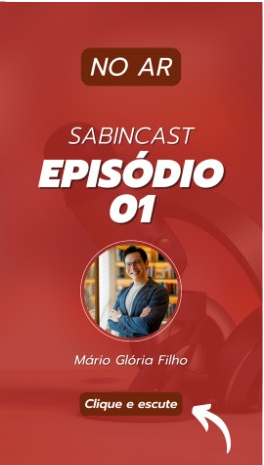 NO AR
SABINCAST
EPISÓDIO
01
Mário Glória Filho
Clique e escute